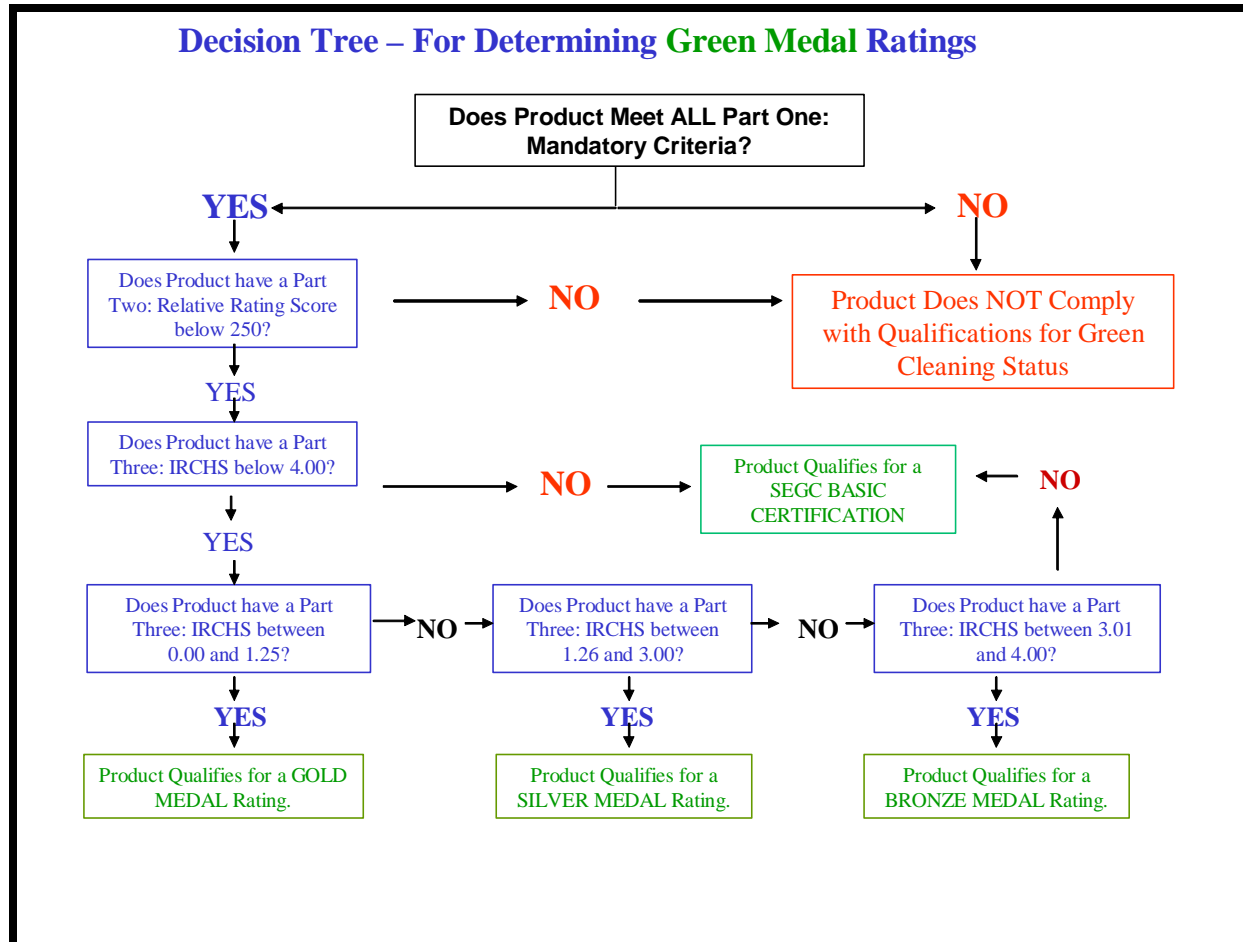 Decision Tree – For Determining Green Medal Ratings
Does Product Meet ALL Part One:
Mandatory Criteria?
YES
NO
Does Product have a Part
Two: Relative Rating Score
below 250?
NO
Product Does NOT Comply
with Qualifications for Green
Cleaning Status
YES
Does Product have a Part
Three: IRCHS below 4.00?
NO
Product Qualifies for a
SEGC BASIC
CERTIFICATION
NO
YES
Does Product have a Part
Three: IRCHS between
0.00 and 1.25?
NO
Does Product have a Part
Three: IRCHS between
1.26 and 3.00?
NO
Does Product have a Part
Three: IRCHS between 3.01
and 4.00?
YES
YES
YES
Product Qualifies for a GOLD
MEDAL Rating.
Product Qualifies for a
SILVER MEDAL Rating.
Product Qualifies for a
BRONZE MEDAL Rating.